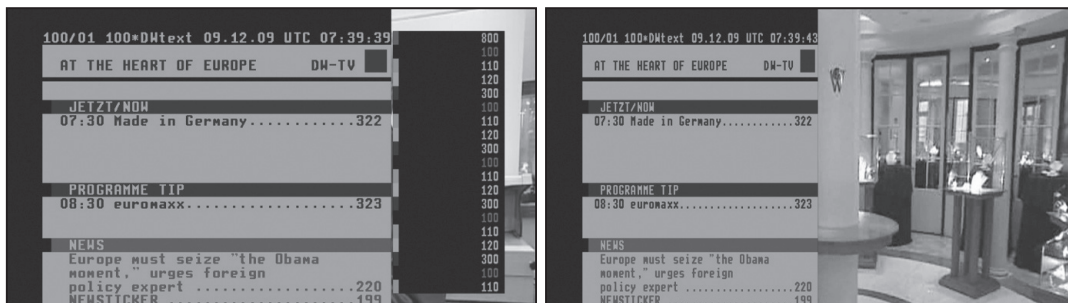 100/01 100*DWtext 09.12.09 UTC 07:39:39
AT THE HEART OF EUROPE DW-TV
JETZT/NOW
07:30 Made in Germany............322
PROGRAMME TIP
08:30 euromaxx..................323
NEWS
Europe must seize "the Obama
moment," urges foreign
policy expert ..................220
NEWSTICKER .....................199
800
100
110
120
300
100
110
120
300
100
110
120
300
100
110
120
300
100
110
100/01 100*DWtext 09.12.09 UTC 07:39:43
AT THE HEART OF EUROPE DW-TV
JETZT/NOW
07:30 Made in Germany............322
PROGRAMME TIP
08:30 euromaxx..................323
NEWS
Europe must seize "the Obama
moment," urges foreign
policy expert ..................220
NEWSTICKER .....................199
W